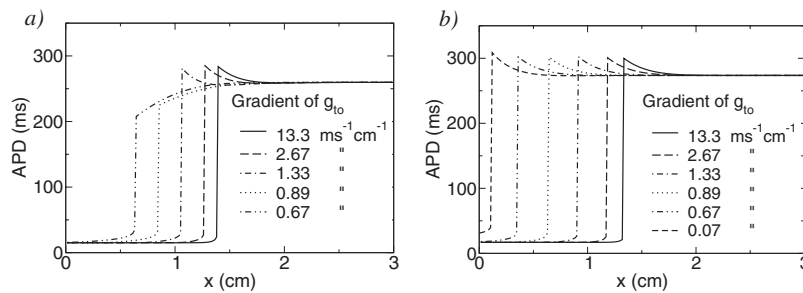 a)
300
200
100
0
APD (ms)
Gradient of g_to
13.3 ms⁻¹cm⁻¹
2.67 "
1.33 "
0.89 "
0.67 "
0 1 2 3
x (cm)
b)
300
200
100
0
APD (ms)
Gradient of g_to
13.3 ms⁻¹cm⁻¹
2.67 "
1.33 "
0.89 "
0.67 "
0.07 "
0 1 2 3
x (cm)